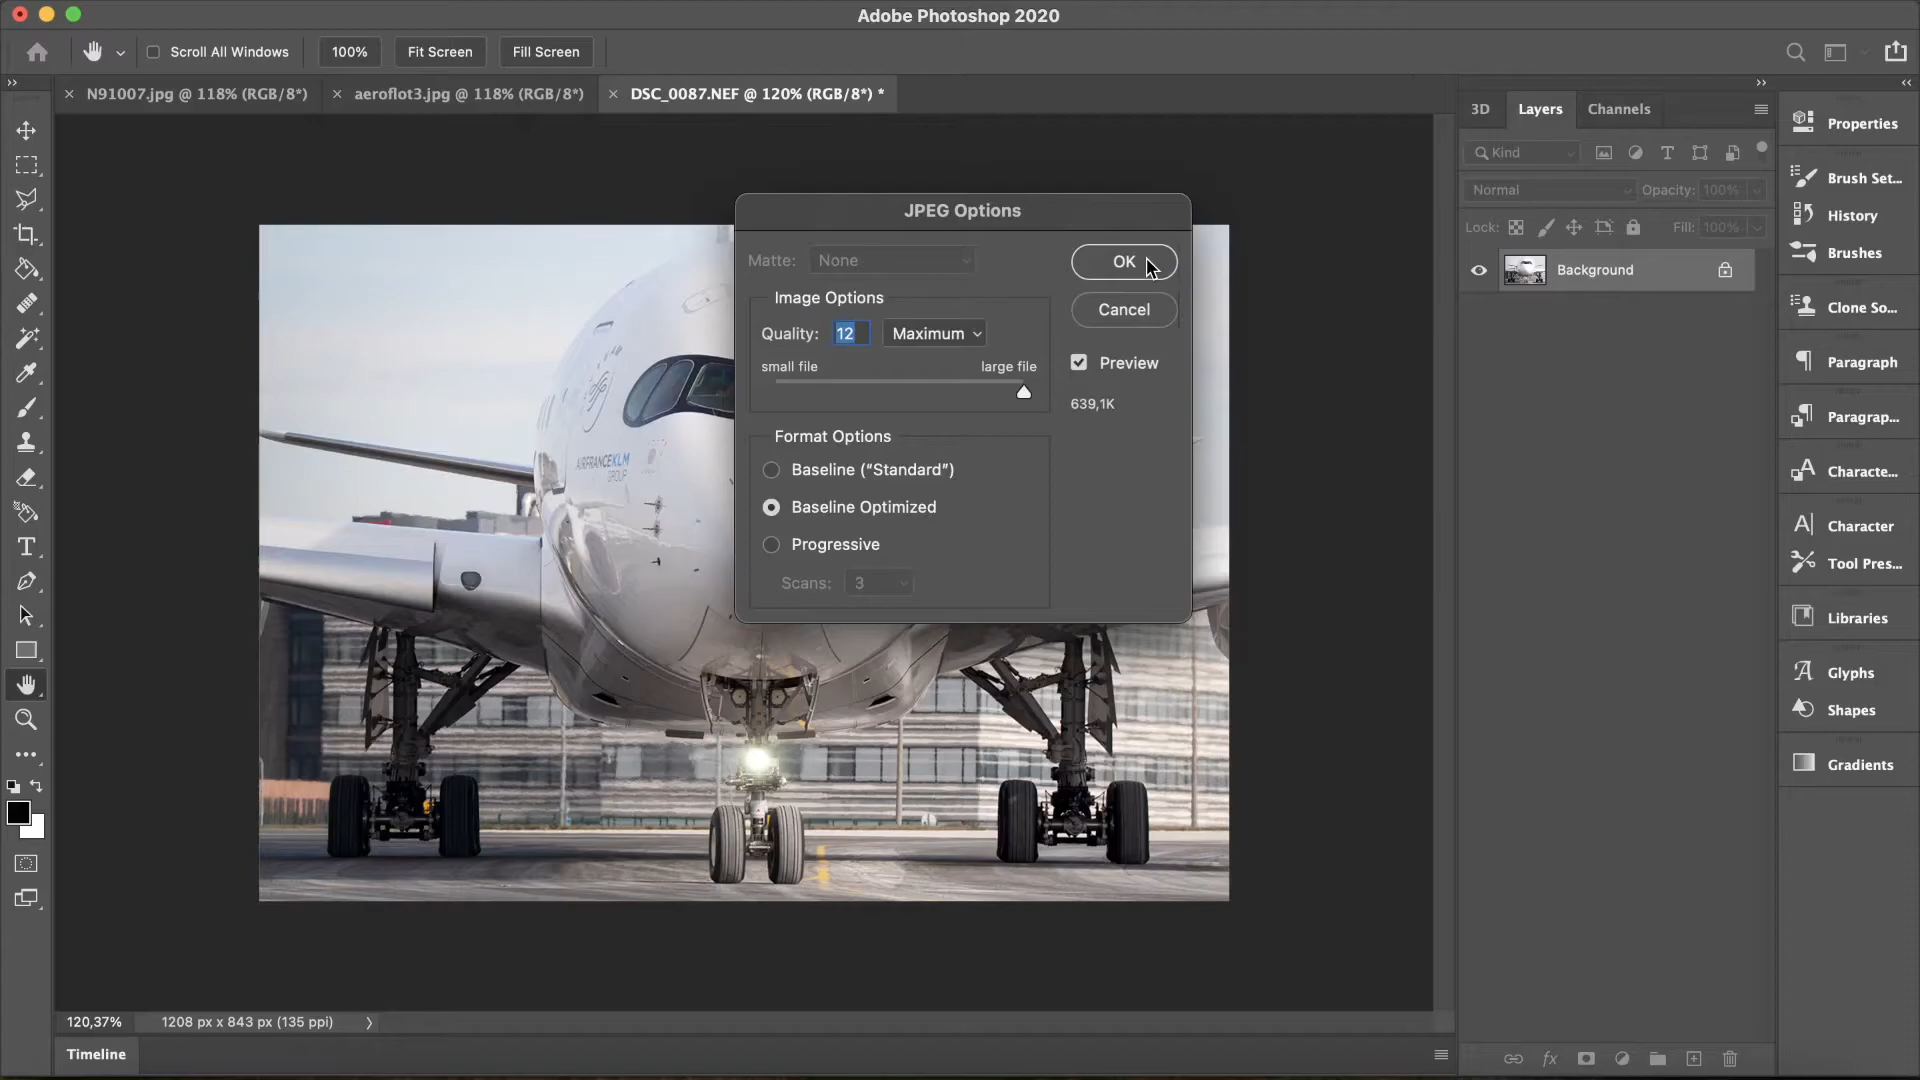 Adobe Photoshop 2020
Scroll All Windows
100%
Fit Screen
Fill Screen
N91007.jpg @ 118% (RGB/8*)
aeroflot3.jpg @ 118% (RGB/8*)
DSC_0087.NEF @ 120% (RGB/8*) *
3D
Layers
Channels
Kind
Normal
Opacity:
100%
Lock:
Fill:
100%
Background
JPEG Options
Matte:
None
OK
Image Options
Cancel
Quality:
12
Maximum
small file
large file
Preview
639,1K
Format Options
Baseline (“Standard”)
Baseline Optimized
Progressive
Scans:
3
AIRFRANCEKLM
GROUP
Properties
Brush Set...
History
Brushes
Clone So...
Paragraph
Paragrap...
Characte...
Character
Tool Pres...
Libraries
Glyphs
Shapes
Gradients
120,37%
1208 px x 843 px (135 ppi)
Timeline